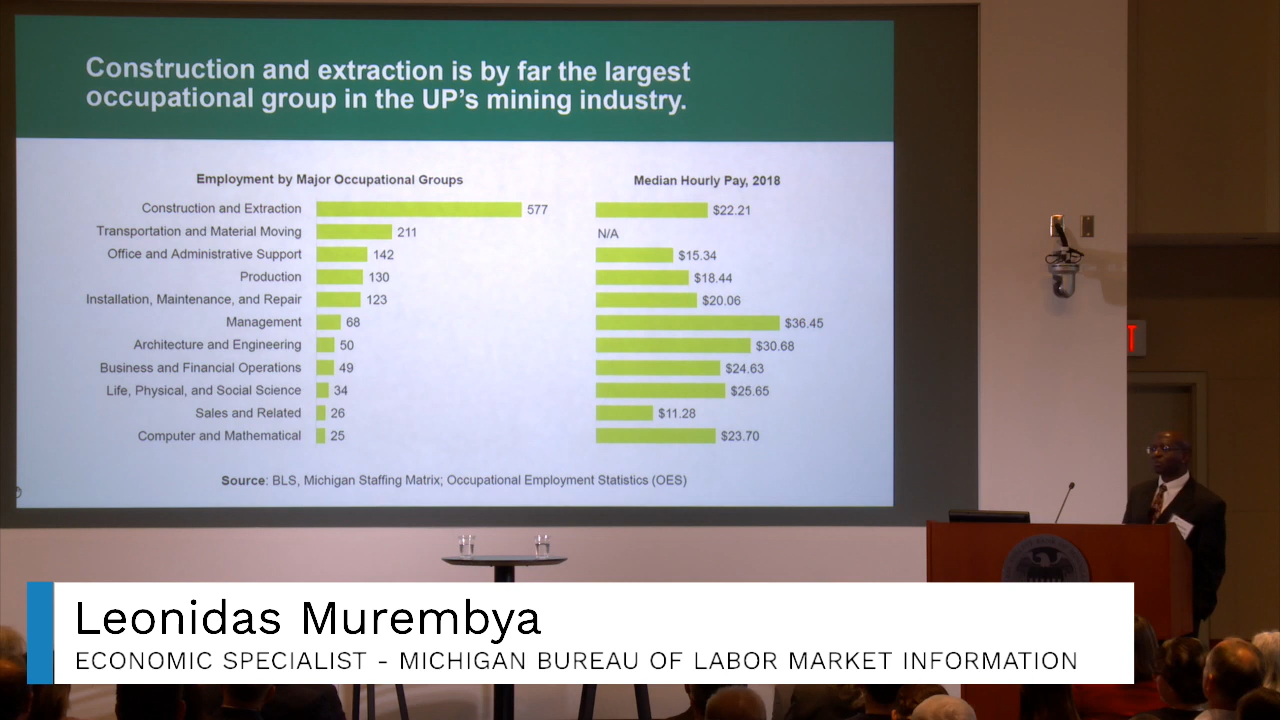 Construction and extraction is by far the largest
occupational group in the UP's mining industry.
Employment by Major Occupational Groups
Median Hourly Pay, 2018
Construction and Extraction 577 $22.21
Transportation and Material Moving 211 N/A
Office and Administrative Support 142 $15.34
Production 130 $18.44
Installation, Maintenance, and Repair 123 $20.06
Management 68 $36.45
Architecture and Engineering 50 $30.68
Business and Financial Operations 49 $24.63
Life, Physical, and Social Science 34 $25.65
Sales and Related 26 $11.28
Computer and Mathematical 25 $23.70
Source: BLS, Michigan Staffing Matrix; Occupational Employment Statistics (OES)
T
Leonidas Murembya
ECONOMIC SPECIALIST - MICHIGAN BUREAU OF LABOR MARKET INFORMATION